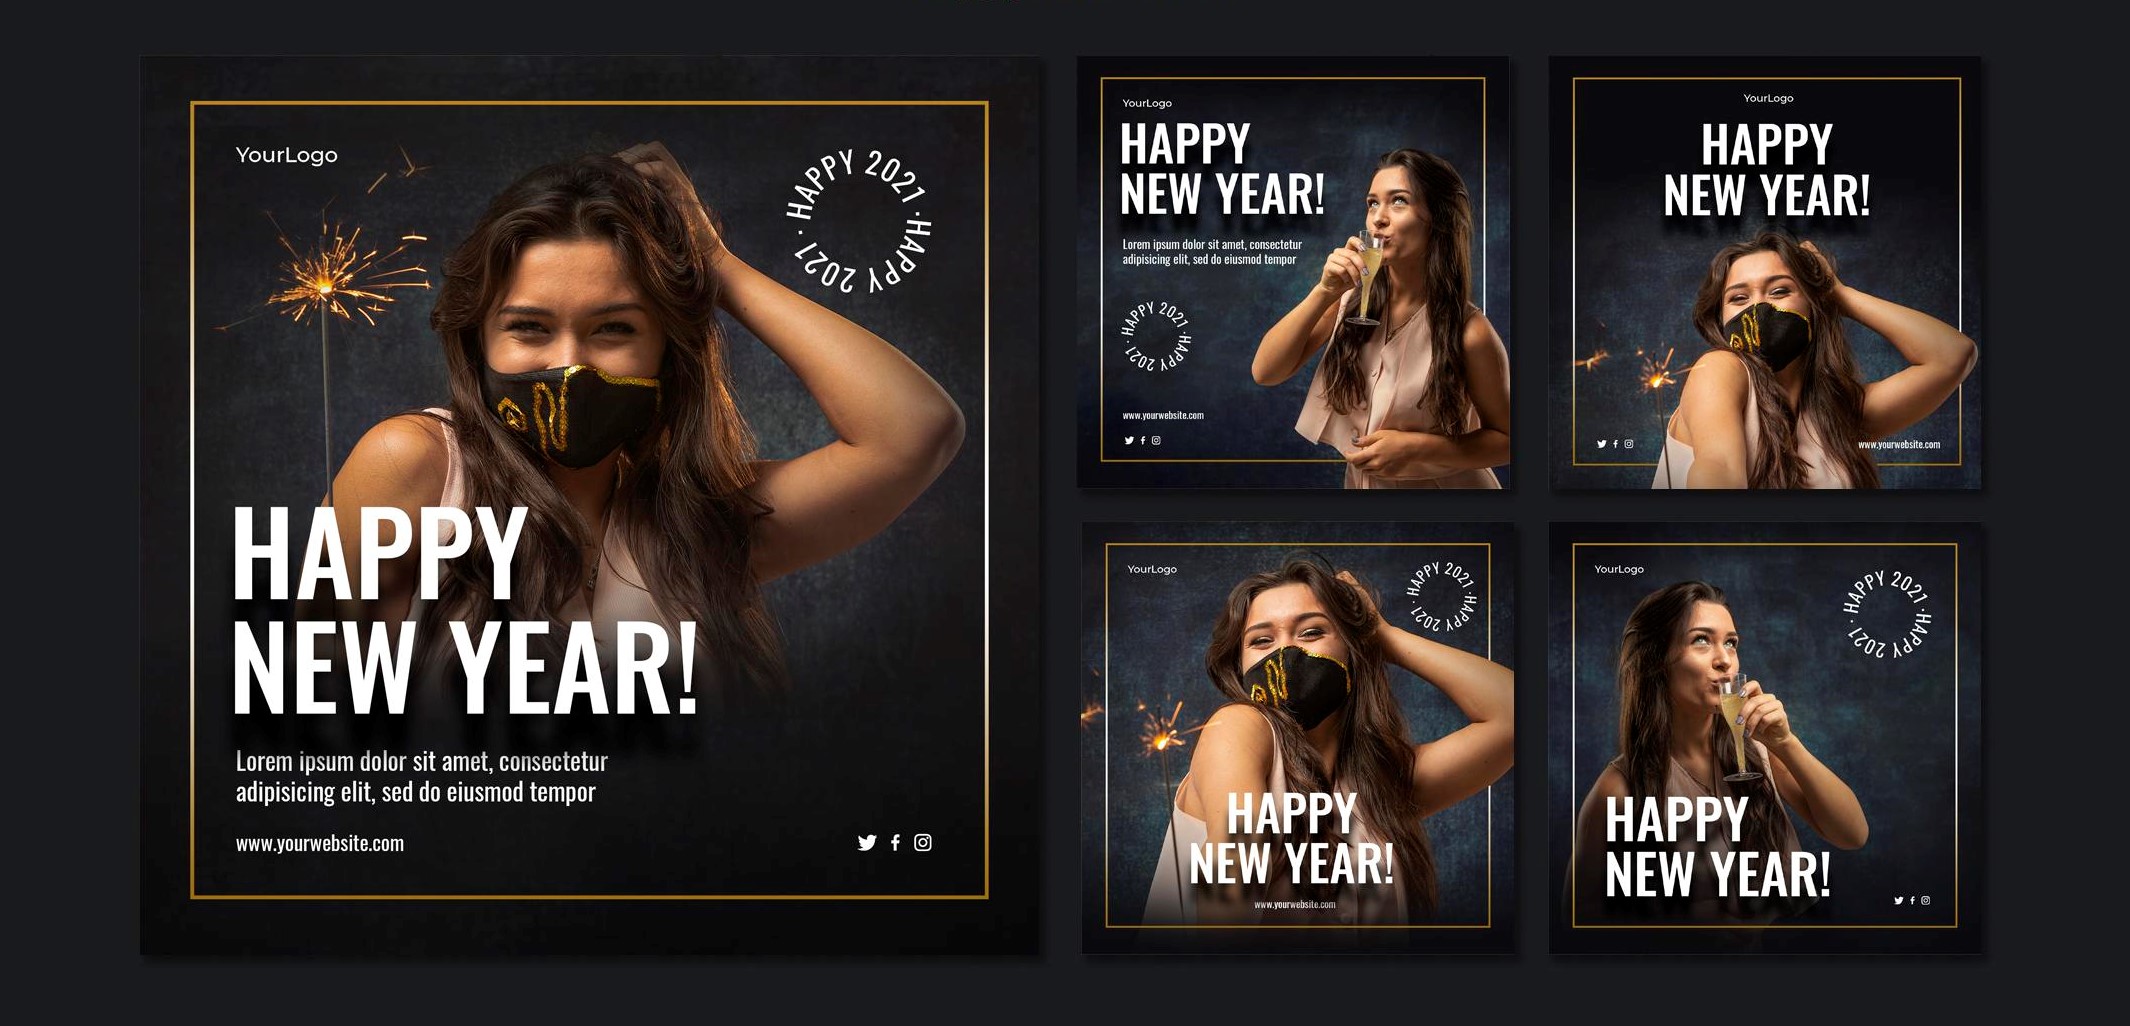 YourLogo
HAPPY 2021 · HAPPY 2021 ·
HAPPY
NEW YEAR!
Lorem ipsum dolor sit amet, consectetur
adipisicing elit, sed do eiusmod tempor
www.yourwebsite.com
YourLogo
HAPPY
NEW YEAR!
Lorem ipsum dolor sit amet, consectetur
adipisicing elit, sed do eiusmod tempor
HAPPY 2021 · HAPPY 2021 ·
www.yourwebsite.com
YourLogo
HAPPY
NEW YEAR!
www.yourwebsite.com
YourLogo
HAPPY 2021 · HAPPY 2021 ·
HAPPY
NEW YEAR!
www.yourwebsite.com
YourLogo
HAPPY 2021 · HAPPY 2021 ·
HAPPY
NEW YEAR!